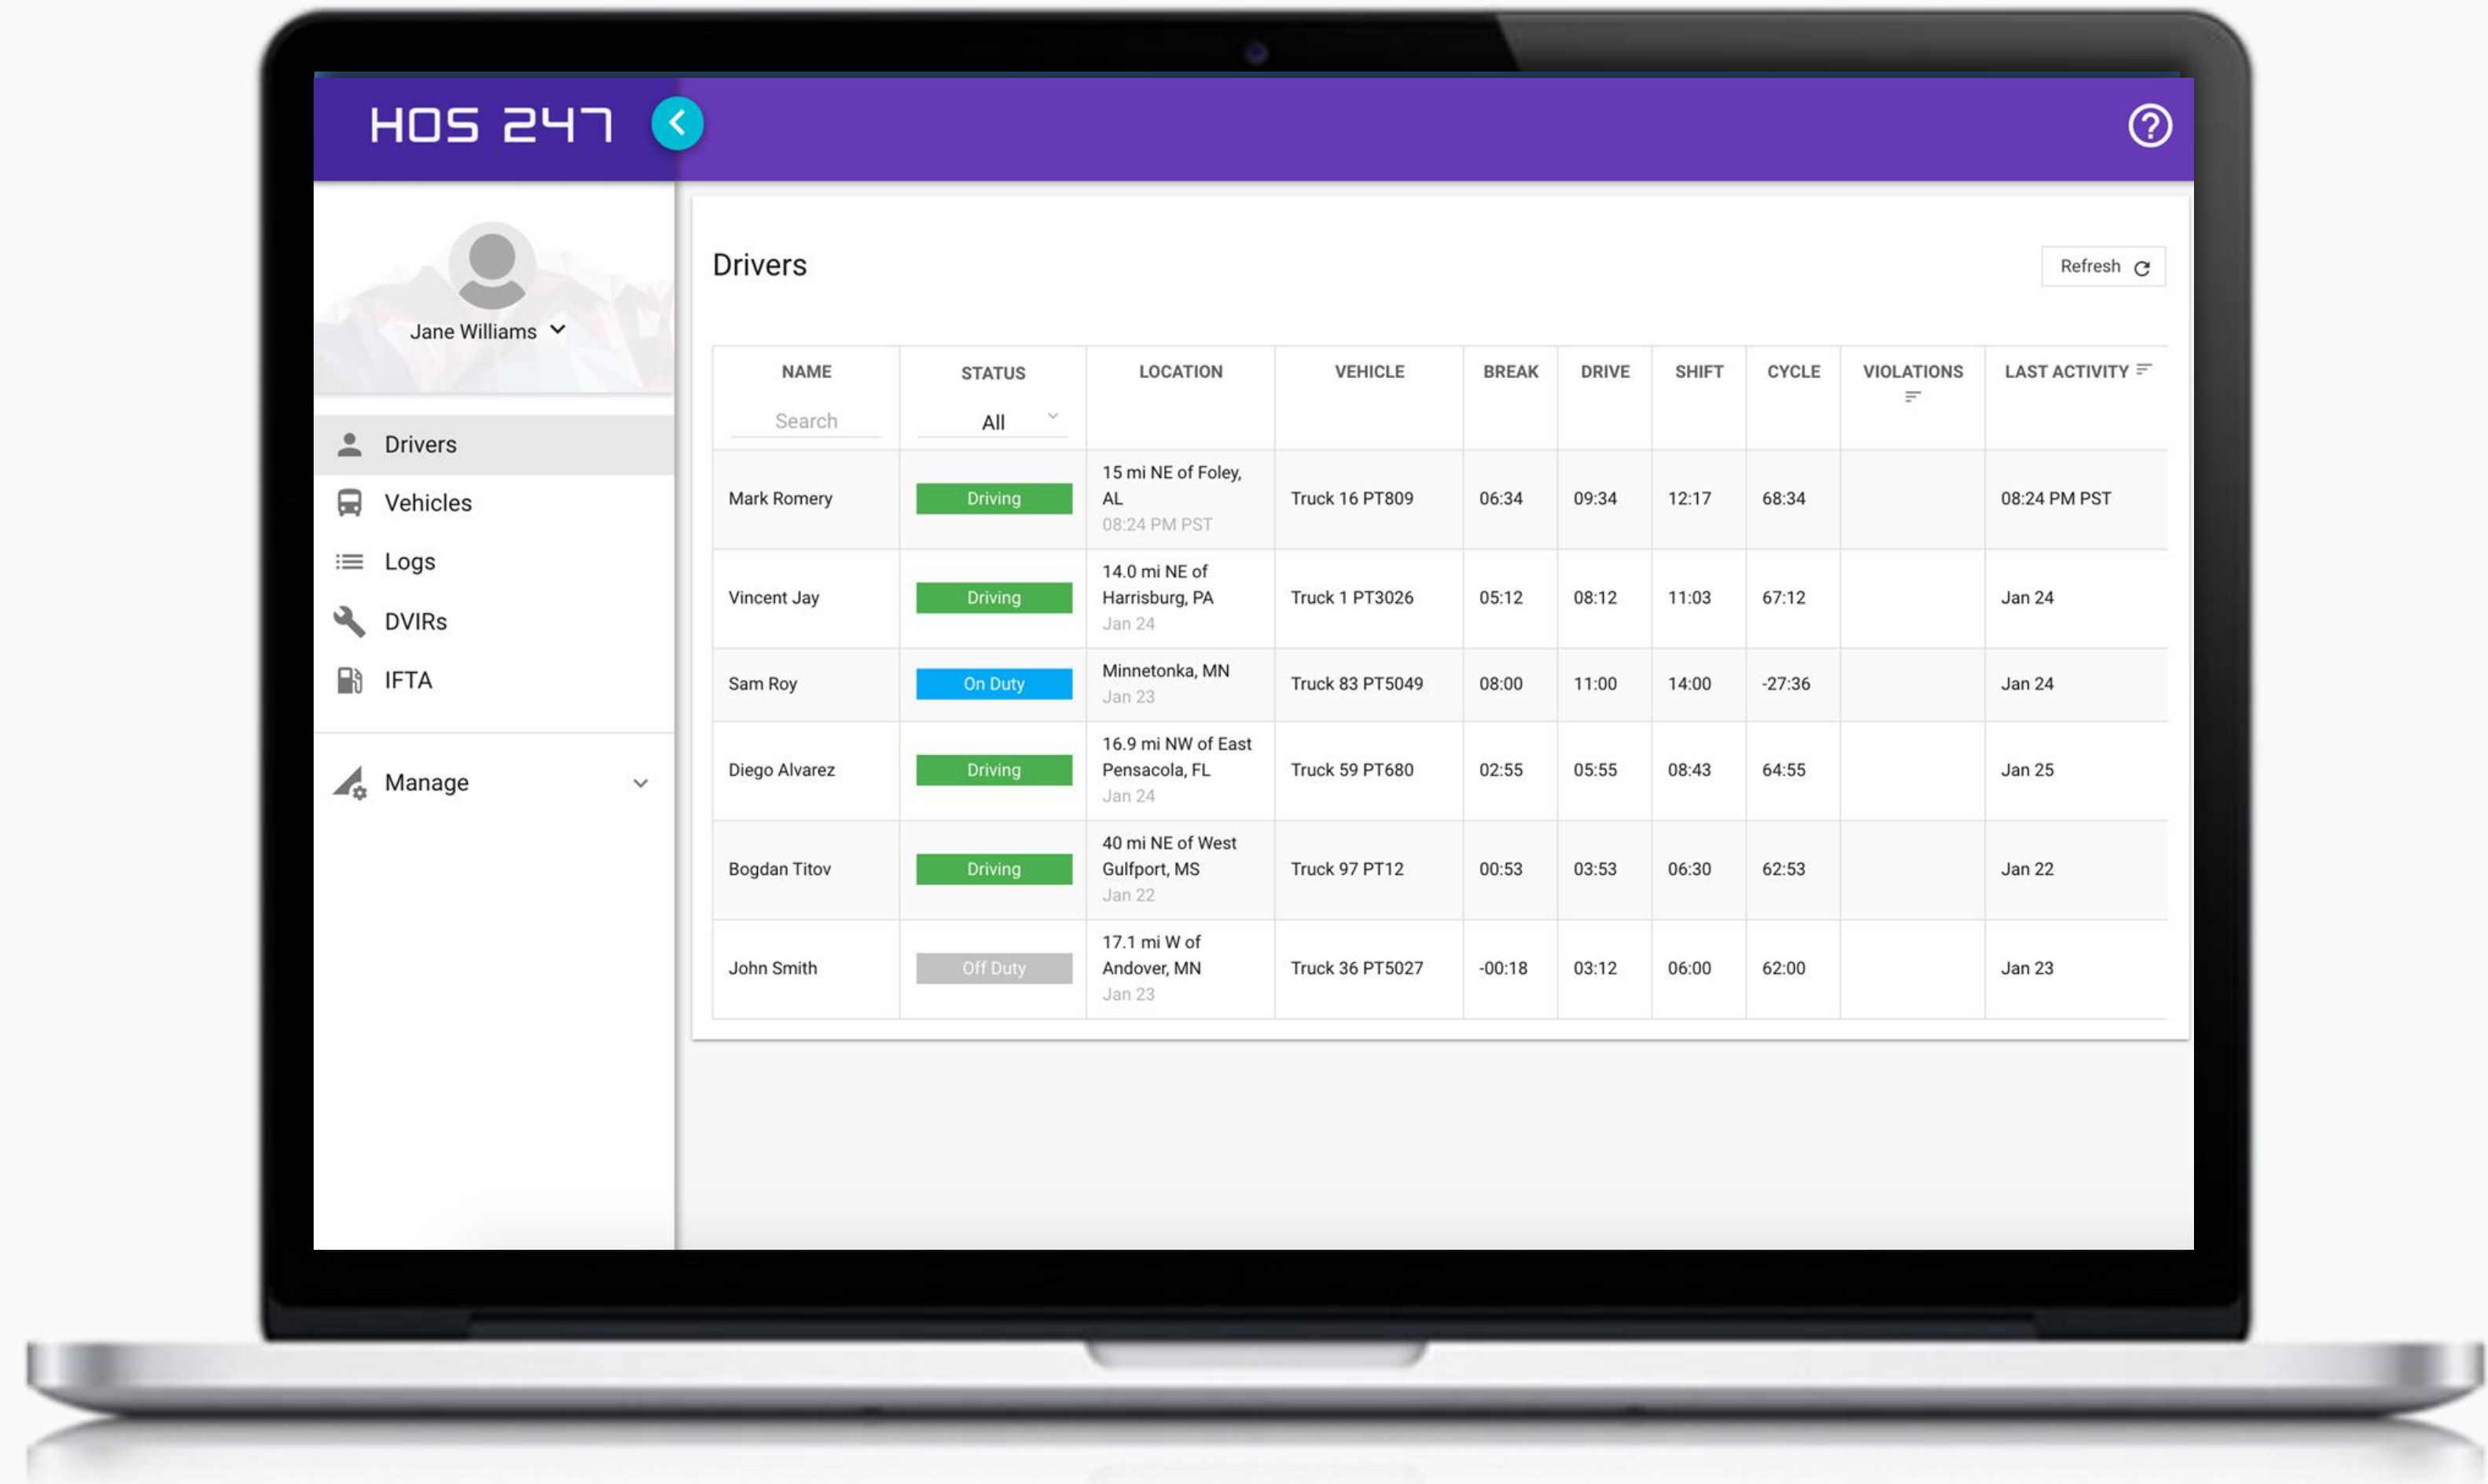 HOS 247
Jane Williams
Drivers
Vehicles
Logs
DVIRs
IFTA
Manage
Drivers
Refresh
NAME STATUS LOCATION VEHICLE BREAK DRIVE SHIFT CYCLE VIOLATIONS LAST ACTIVITY
Search All
15 mi NE of Foley,
Mark Romery Driving AL Truck 16 PT809 06:34 09:34 12:17 68:34 08:24 PM PST
08:24 PM PST
14.0 mi NE of
Vincent Jay Driving Harrisburg, PA Truck 1 PT3026 05:12 08:12 11:03 67:12 Jan 24
Jan 24
Minnetonka, MN
Sam Roy On Duty Truck 83 PT5049 08:00 11:00 14:00 -27:36 Jan 24
Jan 23
16.9 mi NW of East
Diego Alvarez Driving Pensacola, FL Truck 59 PT680 02:55 05:55 08:43 64:55 Jan 25
Jan 24
40 mi NE of West
Bogdan Titov Driving Gulfport, MS Truck 97 PT12 00:53 03:53 06:30 62:53 Jan 22
Jan 22
17.1 mi W of
John Smith Off Duty Andover, MN Truck 36 PT5027 -00:18 03:12 06:00 62:00 Jan 23
Jan 23